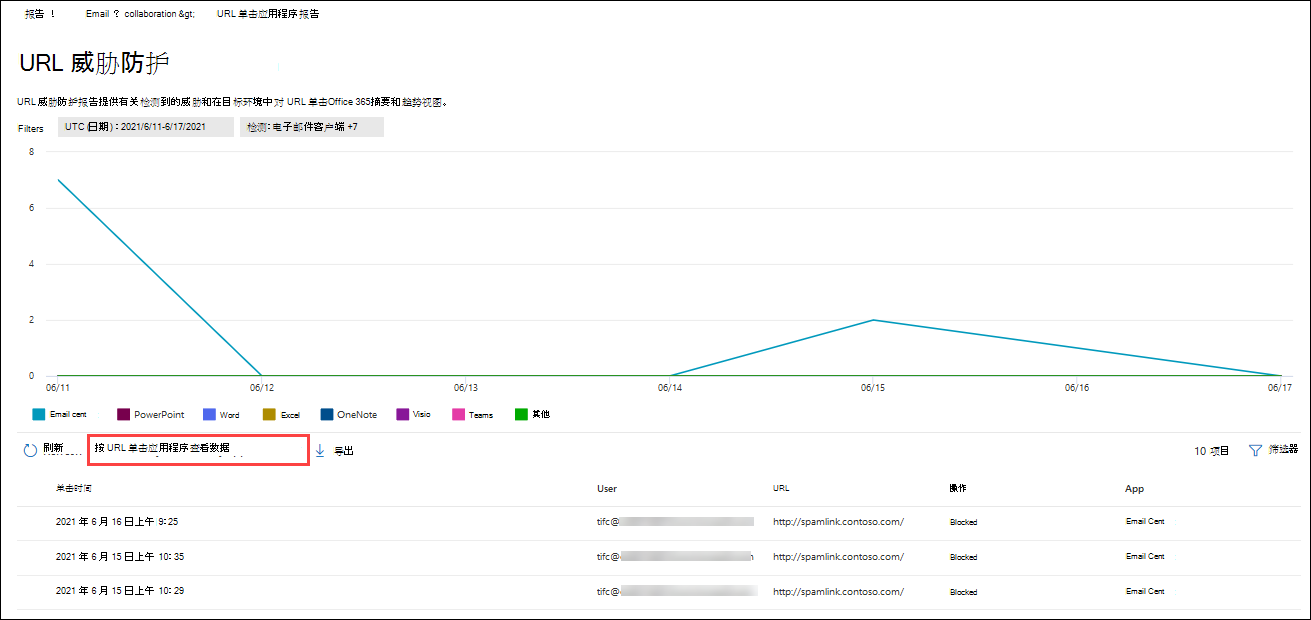 报告 ! Email ? collaboration &gt; URL 单击应用程序报告
URL 威胁防护
URL 威胁防护报告提供有关检测到的威胁和在目标环境中对 URL 单击Office 365摘要和趋势视图。
Filters UTC (日期) : 2021/6/11-6/17/2021 检测: 电子邮件客户端 +7
8
6
4
2
0
06/11 06/12 06/13 06/14 06/15 06/16 06/17
Email cent PowerPoint Word Excel OneNote Visio Teams 其他
刷新 按 URL 单击应用程序查看数据 导出 10 项目 筛选器
单击时间 User URL 操作 App
2021 年 6 月 16 日上午 9: 25 tifc@ http://spamlink.contoso.com/ Blocked Email Cent
2021 年 6 月 15 日上午 10: 35 tifc@ http://spamlink.contoso.com/ Blocked Email Cent
2021 年 6 月 15 日上午 10: 29 tifc@ http://spamlink.contoso.com/ Blocked Email Cent